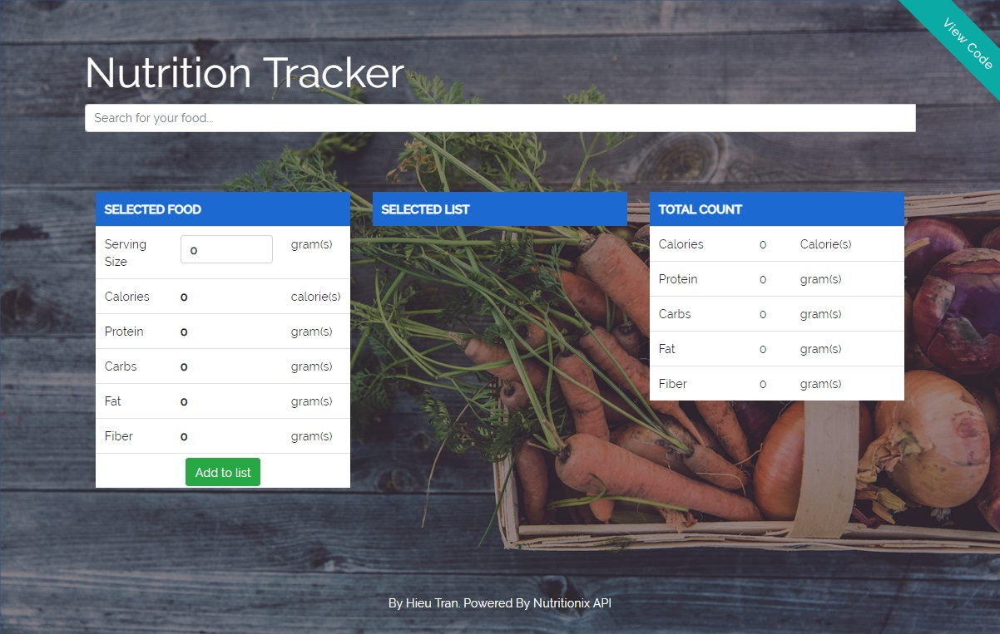 View Code
Nutrition Tracker
Search for your food...
SELECTED FOOD
Serving Size 0 gram(s)
Calories 0 calorie(s)
Protein 0 gram(s)
Carbs 0 gram(s)
Fat 0 gram(s)
Fiber 0 gram(s)
Add to list
SELECTED LIST
TOTAL COUNT
Calories 0 Calorie(s)
Protein 0 gram(s)
Carbs 0 gram(s)
Fat 0 gram(s)
Fiber 0 gram(s)
By Hieu Tran. Powered By Nutritionix API